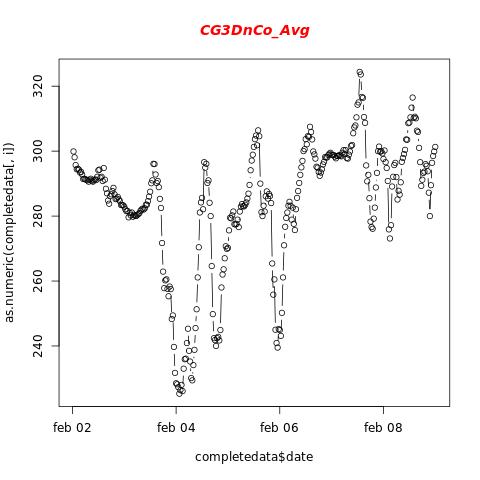 CG3DnCo_Avg
as.numeric(completedata[, i])
320
300
280
260
240
feb 02
feb 04
feb 06
feb 08
completedata$date